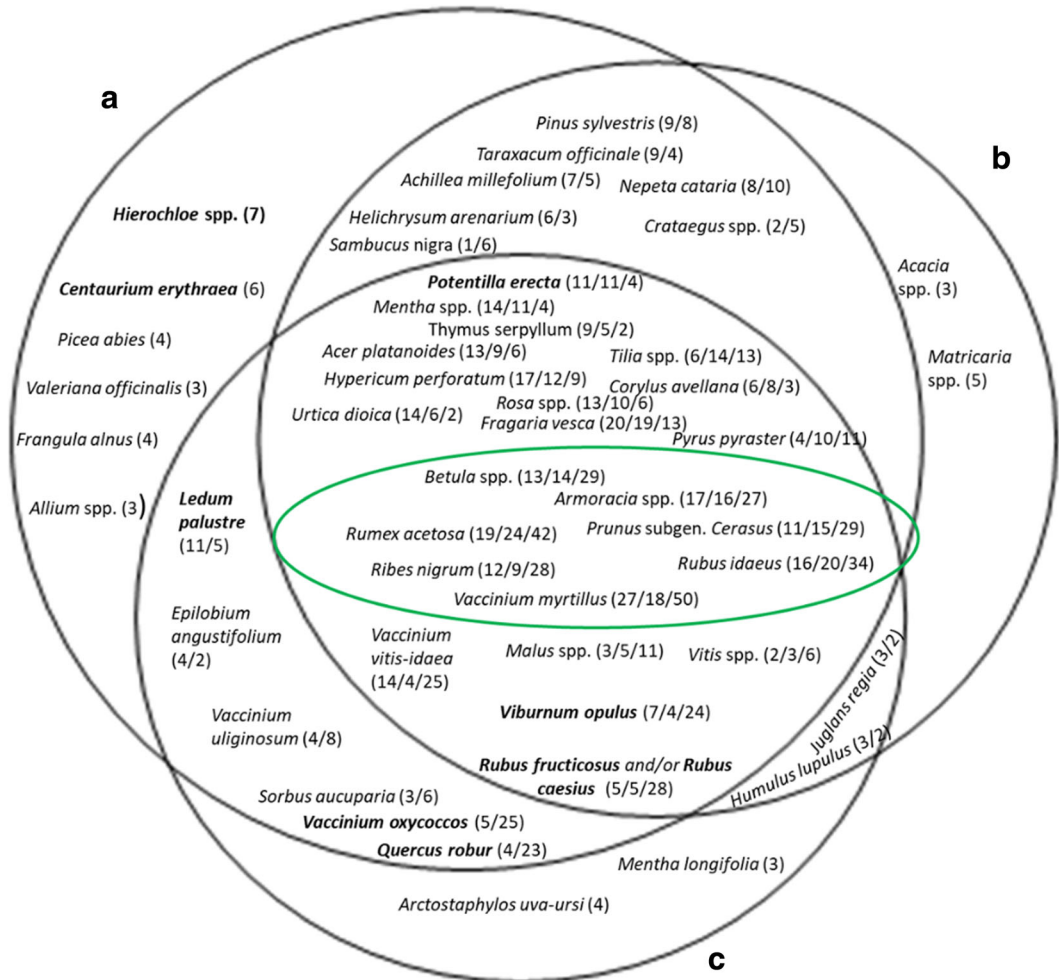 a
b
Pinus sylvestris (9/8)
Taraxacum officinale (9/4)
Achillea millefolium (7/5)
Nepeta cataria (8/10)
Hierochloe spp. (7)
Helichrysum arenarium (6/3)
Crataegus spp. (2/5)
Sambucus nigra (1/6)
Acacia
spp. (3)
Centaurium erythraea (6)
Potentilla erecta (11/11/4)
Mentha spp. (14/11/4)
Thymus serpyllum (9/5/2)
Picea abies (4)
Acer platanoides (13/9/6)
Tilia spp. (6/14/13)
Matricaria
spp. (5)
Valeriana officinalis (3)
Hypericum perforatum (17/12/9)
Corylus avellana (6/8/3)
Rosa spp. (13/10/6)
Urtica dioica (14/6/2)
Fragaria vesca (20/19/13)
Frangula alnus (4)
Pyrus pyraster (4/10/11)
Betula spp. (13/14/29)
Allium spp. (3)
Ledum
palustre
(11/5)
Armoracia spp. (17/16/27)
Rumex acetosa (19/24/42)
Prunus subgen. Cerasus (11/15/29)
Ribes nigrum (12/9/28)
Rubus idaeus (16/20/34)
Vaccinium myrtillus (27/18/50)
Epilobium
angustifolium
(4/2)
Vaccinium
vitis-idaea
(14/4/25)
Malus spp. (3/5/11)
Vitis spp. (2/3/6)
Juglans regia (3/2)
Vaccinium
uliginosum (4/8)
Viburnum opulus (7/4/24)
Rubus fructicosus and/or Rubus
caesius (5/5/28)
Humulus lupulus (3/2)
Sorbus aucuparia (3/6)
Vaccinium oxycoccos (5/25)
Quercus robur (4/23)
Mentha longifolia (3)
Arctostaphylos uva-ursi (4)
c